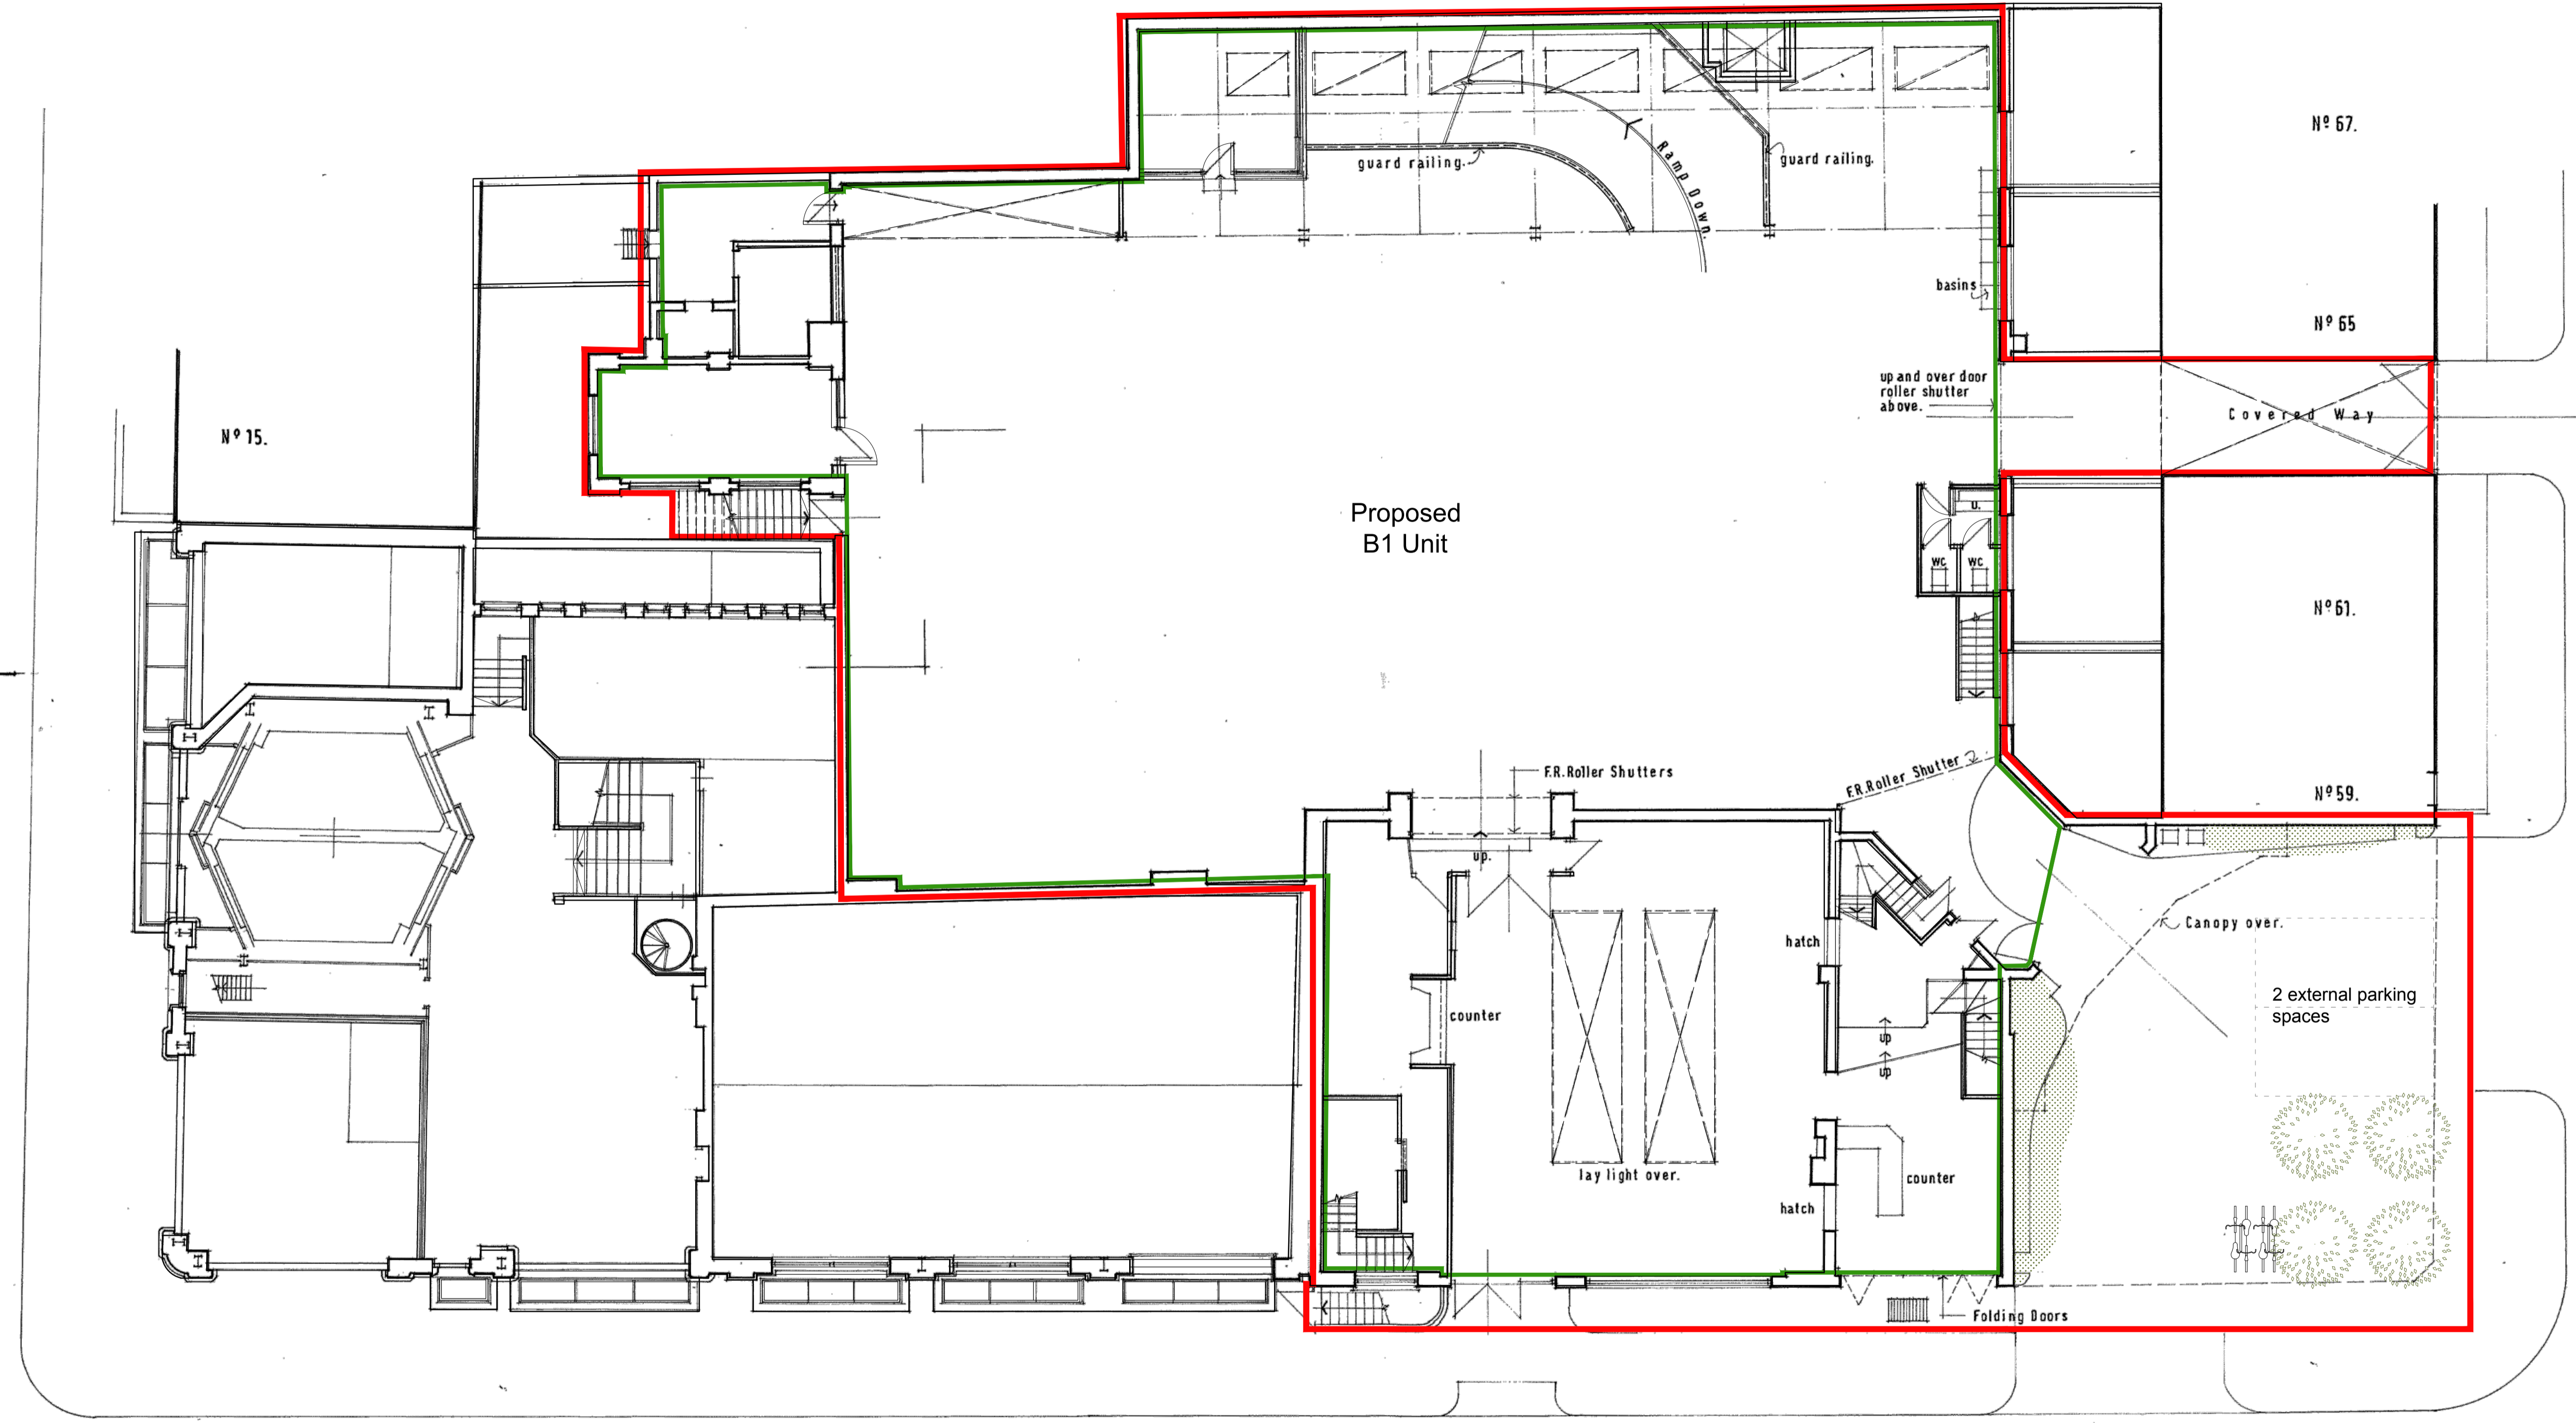 Nº 67.
guard railing.
guard railing.
Ramp Down.
basins
Nº 65
up and over door
roller shutter
above.
Covered Way
Nº 15.
Proposed
B1 Unit
U.
WC
WC
Nº 61.
F.R. Roller Shutters
F.R. Roller Shutter
Nº 59.
up.
Canopy over.
hatch
counter
2 external parking
spaces
up
up
lay light over.
counter
hatch
Folding Doors